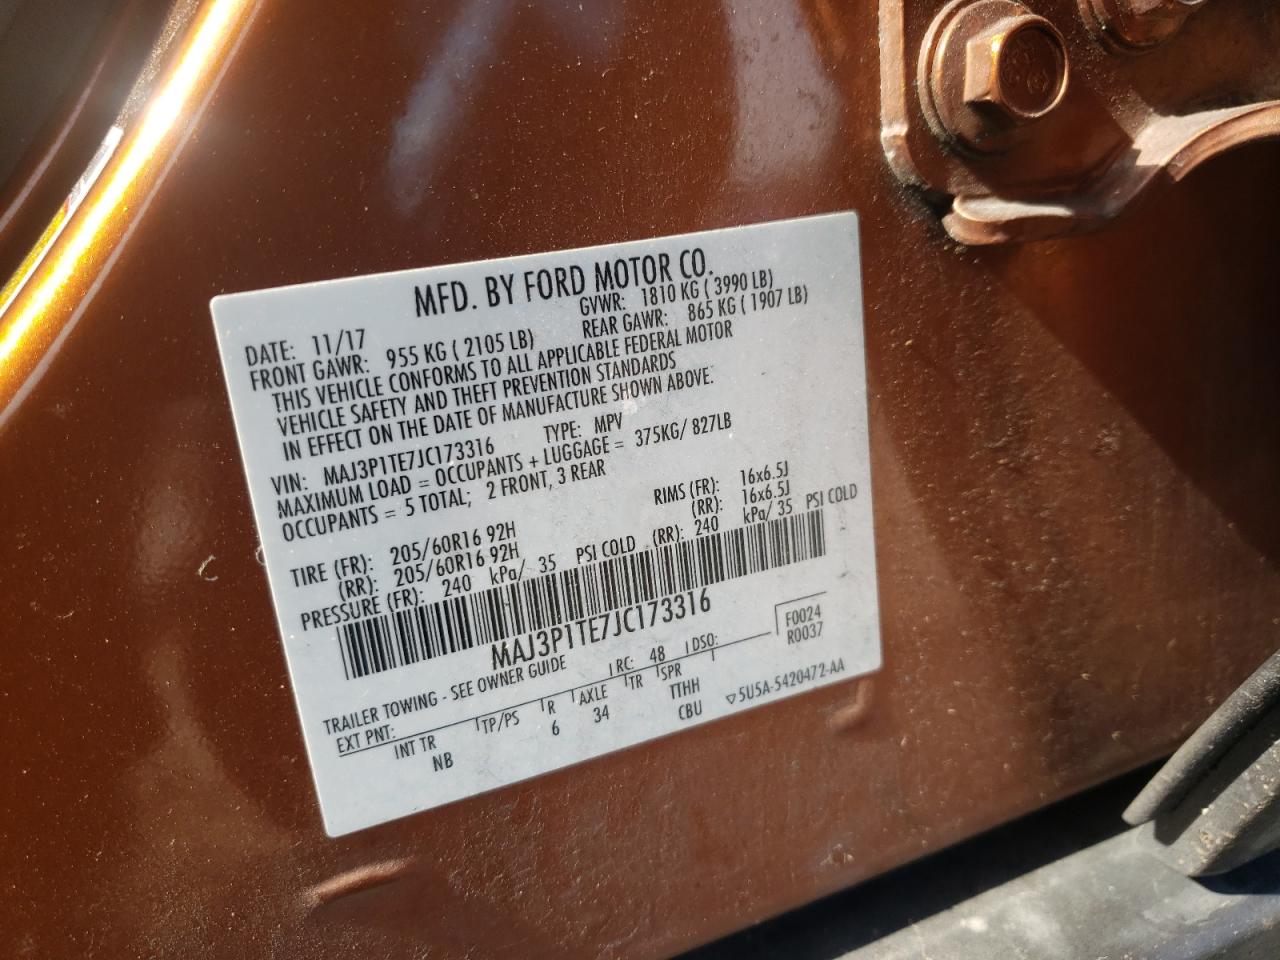 MFD. BY FORD MOTOR CO.
DATE: 11/17 GVWR: 1810 KG ( 3990 LB)
FRONT GAWR: 955 KG ( 2105 LB) REAR GAWR: 865 KG ( 1907 LB)
THIS VEHICLE CONFORMS TO ALL APPLICABLE FEDERAL MOTOR
VEHICLE SAFETY AND THEFT PREVENTION STANDARDS
IN EFFECT ON THE DATE OF MANUFACTURE SHOWN ABOVE.
VIN: MAJ3P1TE7JC173316 TYPE: MPV
MAXIMUM LOAD = OCCUPANTS + LUGGAGE = 375KG/ 827LB
OCCUPANTS = 5 TOTAL; 2 FRONT, 3 REAR
TIRE (FR): 205/60R16 92H RIMS (FR): 16x6.5J
(RR): 205/60R16 92H (RR): 16x6.5J
PRESSURE (FR): 240 kPa/ 35 PSI COLD (RR): 240 kPa/ 35 PSI COLD
MAJ3P1TE7JC173316
TRAILER TOWING - SEE OWNER GUIDE F0024
EXT PNT: RC: 48 DSO: R0037
INT TR TP/PS R AXLE TR SPR
NB 6 34 TTHH
CBU
▽5U5A-5420472-AA